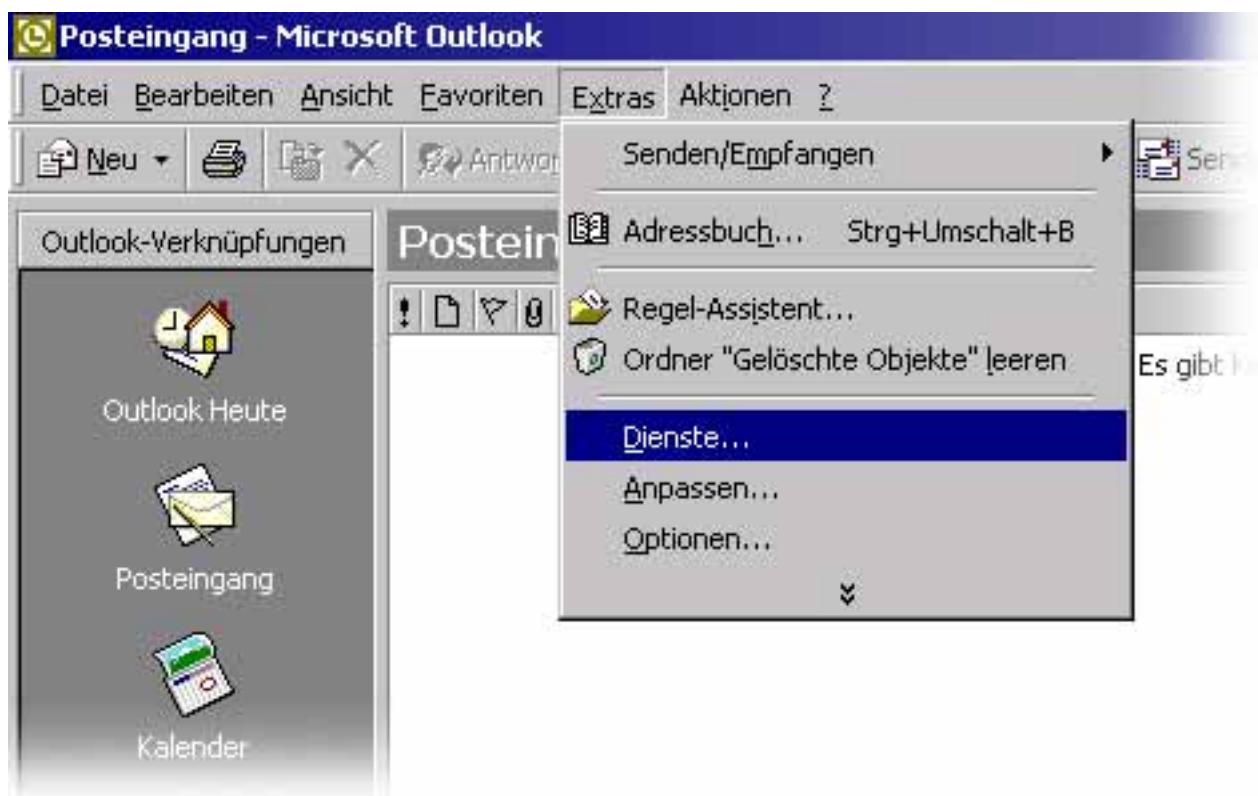 Posteingang - Microsoft Outlook
Datei Bearbeiten Ansicht Favoriten Extras Aktionen ?
Neu
Senden/Empfangen
Outlook-Verknüpfungen
Adressbuch... Strg+Umschalt+B
Regel-Assistent...
Ordner "Gelöschte Objekte" leeren
Es gibt
Outlook Heute
Dienste...
Anpassen...
Optionen...
Posteingang
Kalender